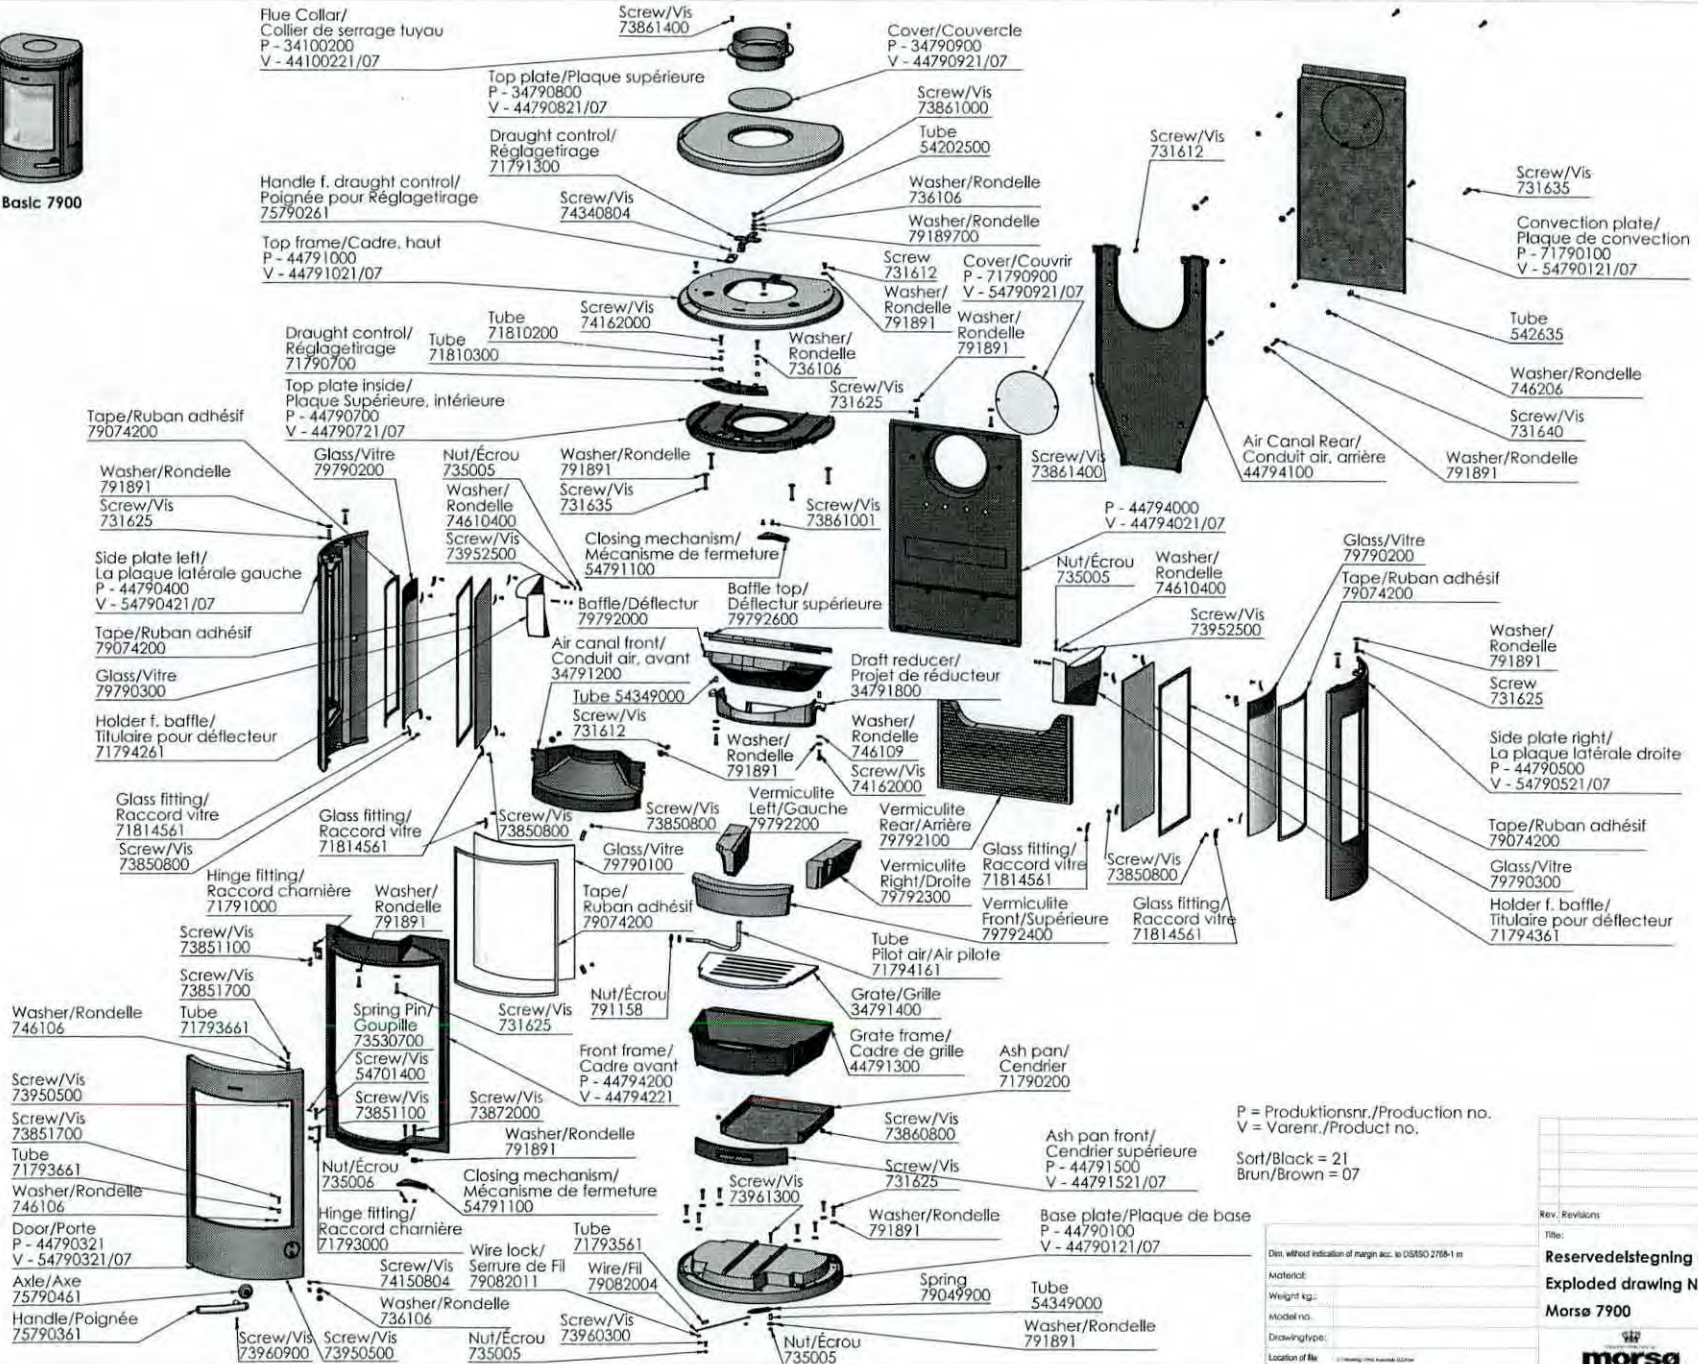 Basic 7900
Flue Collar/
Collier de serrage tuyau
P - 34100200
V - 44100221/07
Screw/Vis
73861400
Cover/Couvercle
P - 34790900
V - 44790921/07
Top plate/Plaque supérieure
P - 34790800
V - 44790821/07
Screw/Vis
73861000
Draught control/
Réglagetirage
71791300
Tube
54202500
Handle f. draught control/
Poignée pour Réglagetirage
75790261
Screw/Vis
74340804
Washer/Rondelle
736106
Washer/Rondelle
79189700
Top frame/Cadre, haut
P - 44791000
V - 44791021/07
Screw
731612
Washer/
Rondelle
791891
Cover/Couvrir
P - 71790900
V - 54790921/07
Screw/Vis
731612
Screw/Vis
731635
Convection plate/
Plaque de convection
P - 71790100
V - 54790121/07
Tube
542635
Washer/Rondelle
746206
Screw/Vis
731640
Washer/Rondelle
791891
Air Canal Rear/
Conduit air, arrière
44794100
Screw/Vis
73861400
Draught control/
Réglagetirage
71790700
Tube
71810300
Tube
71810200
Screw/Vis
74162000
Washer/
Rondelle
736106
Washer/
Rondelle
791891
Screw/Vis
731625
Top plate inside/
Plaque Supérieure, intérieure
P - 44790700
V - 44790721/07
Tape/Ruban adhésif
79074200
Washer/Rondelle
791891
Screw/Vis
731625
Glass/Vitre
79790200
Nut/Écrou
735005
Washer/
Rondelle
74610400
Screw/Vis
73952500
Washer/Rondelle
791891
Screw/Vis
731635
Screw/Vis
73861001
Closing mechanism/
Mécanisme de fermeture
54791100
P - 44794000
V - 44794021/07
Side plate left/
La plaque latérale gauche
P - 44790400
V - 54790421/07
Tape/Ruban adhésif
79074200
Glass/Vitre
79790300
Holder f. baffle/
Titulaire pour déflecteur
71794261
Baffle/Déflectur
79792000
Baffle top/
Déflectur supérieure
79792600
Air canal front/
Conduit air, avant
34791200
Tube 54349000
Screw/Vis
731612
Draft reducer/
Projet de réducteur
34791800
Washer/
Rondelle
791891
Washer/
Rondelle
746109
Screw/Vis
74162000
Nut/Écrou
735005
Washer/
Rondelle
74610400
Screw/Vis
73952500
Glass/Vitre
79790200
Tape/Ruban adhésif
79074200
Washer/
Rondelle
791891
Screw
731625
Side plate right/
La plaque latérale droite
P - 44790500
V - 54790521/07
Tape/Ruban adhésif
79074200
Glass/Vitre
79790300
Holder f. baffle/
Titulaire pour déflecteur
71794361
Glass fitting/
Raccord vitre
71814561
Screw/Vis
73850800
Glass fitting/
Raccord vitre
71814561
Screw/Vis
73850800
Screw/Vis
73850800
Glass/Vitre
79790100
Tape/
Ruban adhésif
79074200
Vermiculite
Left/Gauche
79792200
Vermiculite
Rear/Arrière
79792100
Vermiculite
Right/Droite
79792300
Vermiculite
Front/Supérieure
79792400
Glass fitting/
Raccord vitre
71814561
Screw/Vis
73850800
Glass fitting/
Raccord vitre
71814561
Hinge fitting/
Raccord charnière
71791000
Washer/
Rondelle
791891
Screw/Vis
73851100
Screw/Vis
73851700
Tube
71793661
Washer/Rondelle
746106
Spring Pin/
Goupille
73530700
Screw/Vis
54701400
Screw/Vis
73851100
Screw/Vis
731625
Nut/Écrou
791158
Tube
Pilot air/Air pilote
71794161
Grate/Grille
34791400
Grate frame/
Cadre de grille
44791300
Front frame/
Cadre avant
P - 44794200
V - 44794221
Ash pan/
Cendrier
71790200
Screw/Vis
73872000
Washer/Rondelle
791891
Nut/Écrou
735006
Closing mechanism/
Mécanisme de fermeture
54791100
Screw/Vis
73860800
Ash pan front/
Cendrier supérieure
P - 44791500
V - 44791521/07
Screw/Vis
731625
Screw/Vis
73961300
Washer/Rondelle
791891
Base plate/Plaque de base
P - 44790100
V - 44790121/07
Screw/Vis
73950500
Screw/Vis
73851700
Tube
71793661
Washer/Rondelle
746106
Door/Porte
P - 44790321
V - 54790321/07
Axle/Axe
75790461
Handle/Poignée
75790361
Screw/Vis
73960900
Screw/Vis
73950500
Hinge fitting/
Raccord charnière
71793000
Screw/Vis
74150804
Washer/Rondelle
736106
Wire lock/
Serrure de Fil
79082011
Tube
71793561
Wire/Fil
79082004
Screw/Vis
73960300
Nut/Écrou
735005
Spring
79049900
Tube
54349000
Washer/Rondelle
791891
Nut/Écrou
735005
P = Produktionsnr./Production no.
V = Varenr./Product no.
Sort/Black = 21
Brun/Brown = 07
Rev. Revisions
Dim. without indication of margin acc. to DS/ISO 2768-1 m
Material:
Weight kg.:
Model no.
Drawingtype:
Location of file
Title:
Reservedelstegning
Exploded drawing N
Morsø 7900
morsø